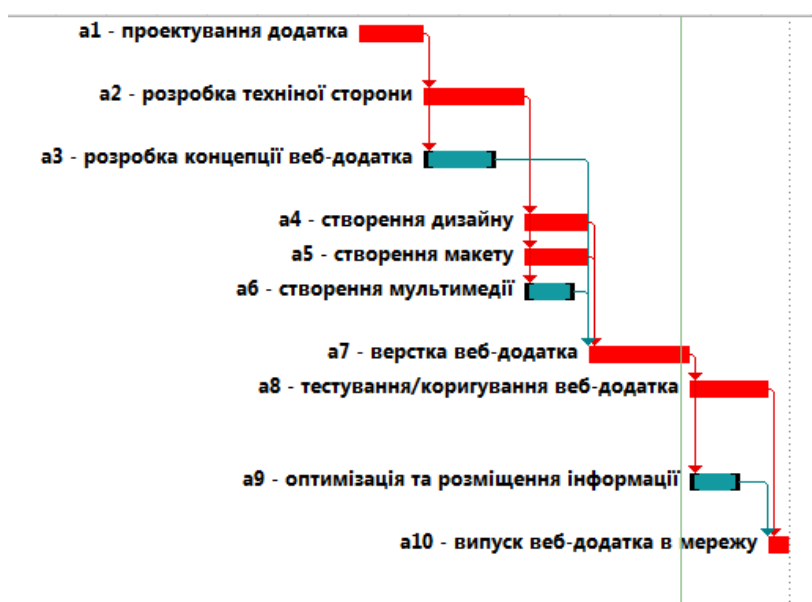 а1 - проектування додатка
а2 - розробка техніної сторони
а3 - розробка концепції веб-додатка
а4 - створення дизайну
а5 - створення макету
а6 - створення мультимедії
а7 - верстка веб-додатка
а8 - тестування/коригування веб-додатка
а9 - оптимізація та розміщення інформації
а10 - випуск веб-додатка в мережу